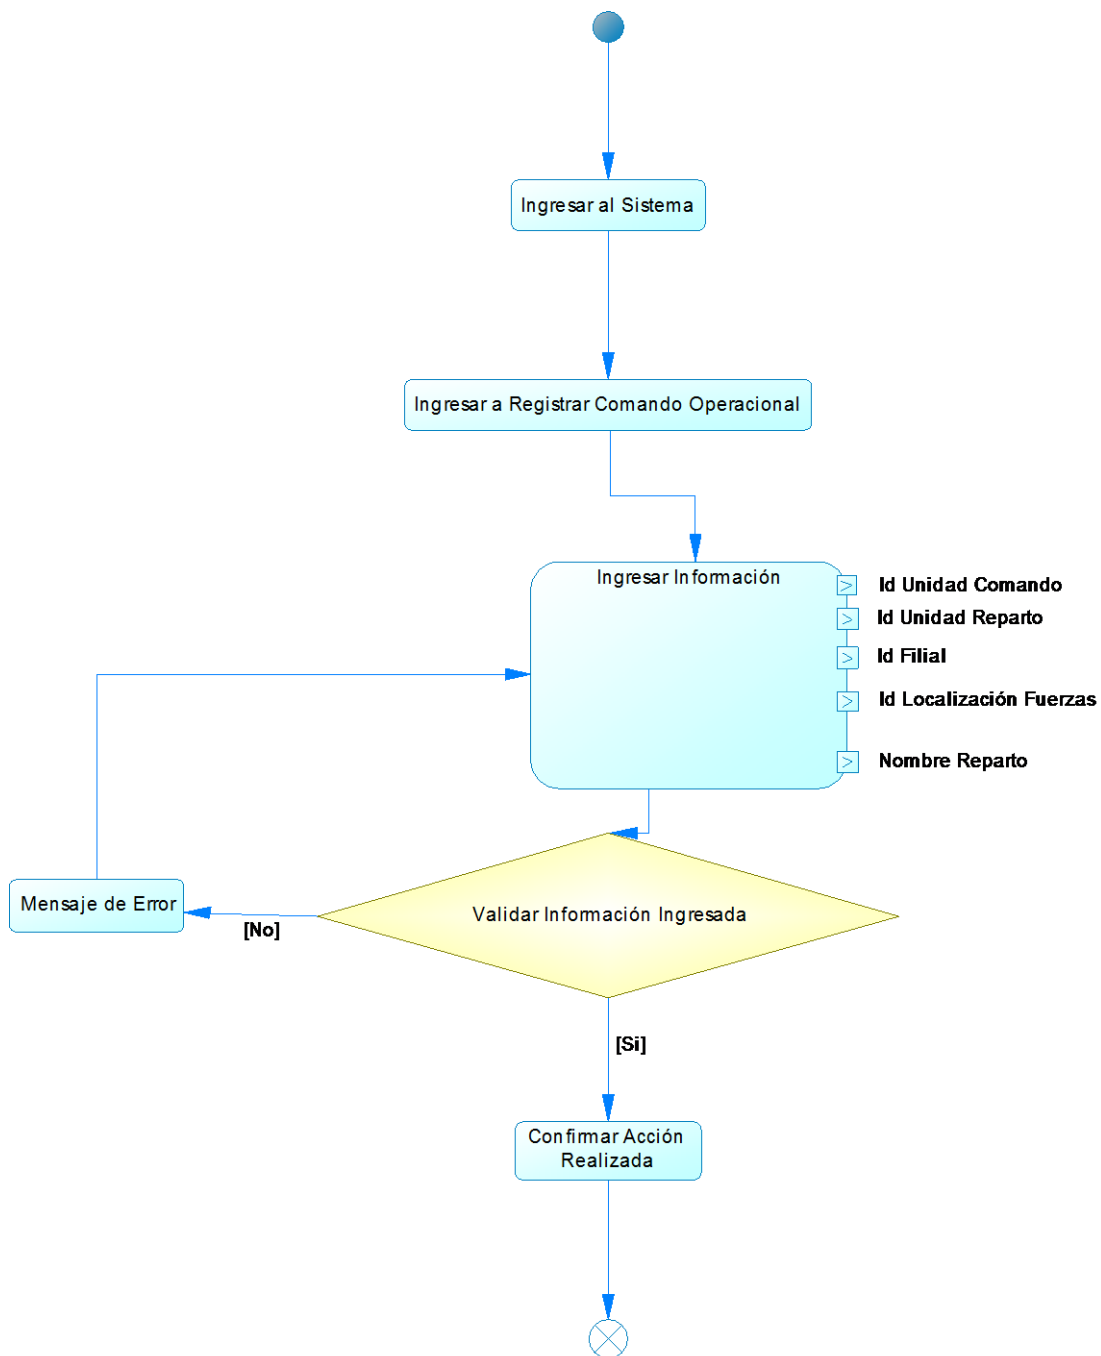 Ingresar al Sistema
Ingresar a Registrar Comando Operacional
Ingresar Información
Id Unidad Comando
Id Unidad Reparto
Id Filial
Id Localización Fuerzas
Nombre Reparto
Mensaje de Error
[No]
Validar Información Ingresada
[Si]
Confirmar Acción
Realizada